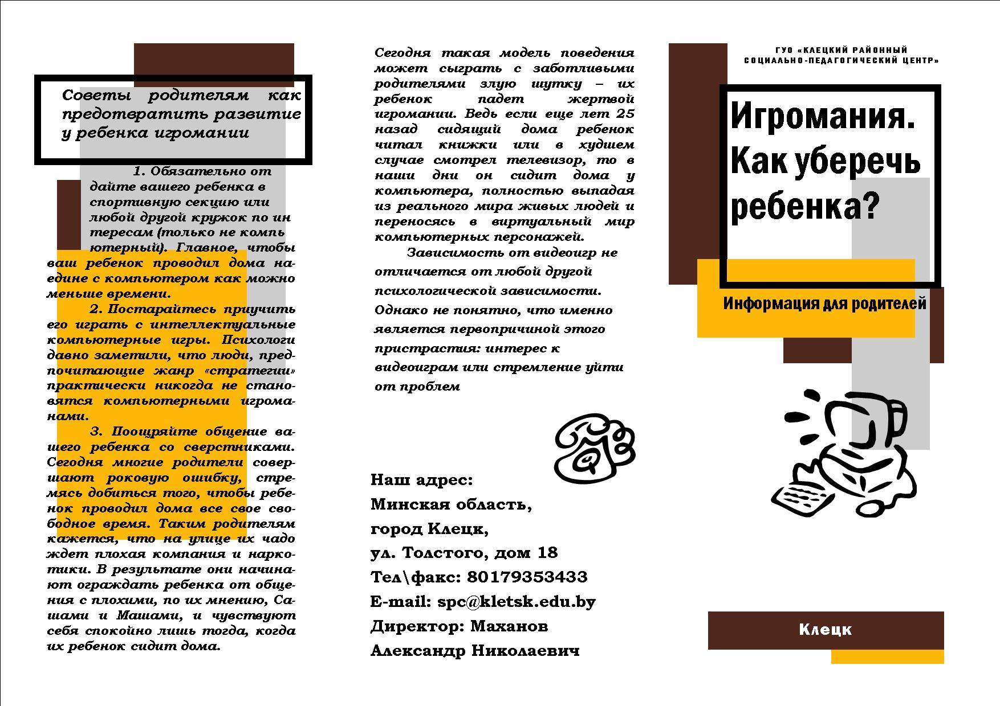 Советы родителям как
предотвратить развитие
у ребенка игромании
1. Обязательно от
дайте вашего ребенка в
спортивную секцию или
любой другой кружок по ин
тересам (только не компь
ютерный). Главное, чтобы
ваш ребенок проводил дома на-
едине с компьютером как можно
меньше времени.
2. Постарайтесь приучить
его играть с интеллектуальные
компьютерные игры. Психологи
давно заметили, что люди, пред-
почитающие жанр «стратегии»
практически никогда не стано-
вятся компьютерными игрома-
нами.
3. Поощряйте общение ва-
шего ребенка со сверстниками.
Сегодня многие родители совер-
шают роковую ошибку, стре-
мясь добиться того, чтобы ребе-
нок проводил дома все свое сво-
бодное время. Таким родителям
кажется, что на улице их чадо
ждет плохая компания и нарко-
тики. В результате они начина-
ют ограждать ребенка от обще-
ния с плохими, по их мнению, Са-
шами и Машами, и чувствуют
себя спокойно лишь тогда, когда
их ребенок сидит дома.
Сегодня такая модель поведения
может сыграть с заботливыми
родителями злую шутку – их
ребенок падет жертвой
игромании. Ведь если еще лет 25
назад сидящий дома ребенок
читал книжки или в худшем
случае смотрел телевизор, то в
наши дни он сидит дома у
компьютера, полностью выпадая
из реального мира живых людей и
переносясь в виртуальный мир
компьютерных персонажей.
Зависимость от видеоигр не
отличается от любой другой
психологической зависимости.
Однако не понятно, что именно
является первопричиной этого
пристрастия: интерес к
видеоиграм или стремление уйти
от проблем
Наш адрес:
Минская область,
город Клецк,
ул. Толстого, дом 18
Тел\факс: 80179353433
E-mail: spc@kletsk.edu.by
Директор: Маханов
Александр Николаевич
ГУО «КЛЕЦКИЙ РАЙОННЫЙ
СОЦИАЛЬНО-ПЕДАГОГИЧЕСКИЙ ЦЕНТР»
Игромания.
Как уберечь
ребенка?
Информация для родителей
Клецк